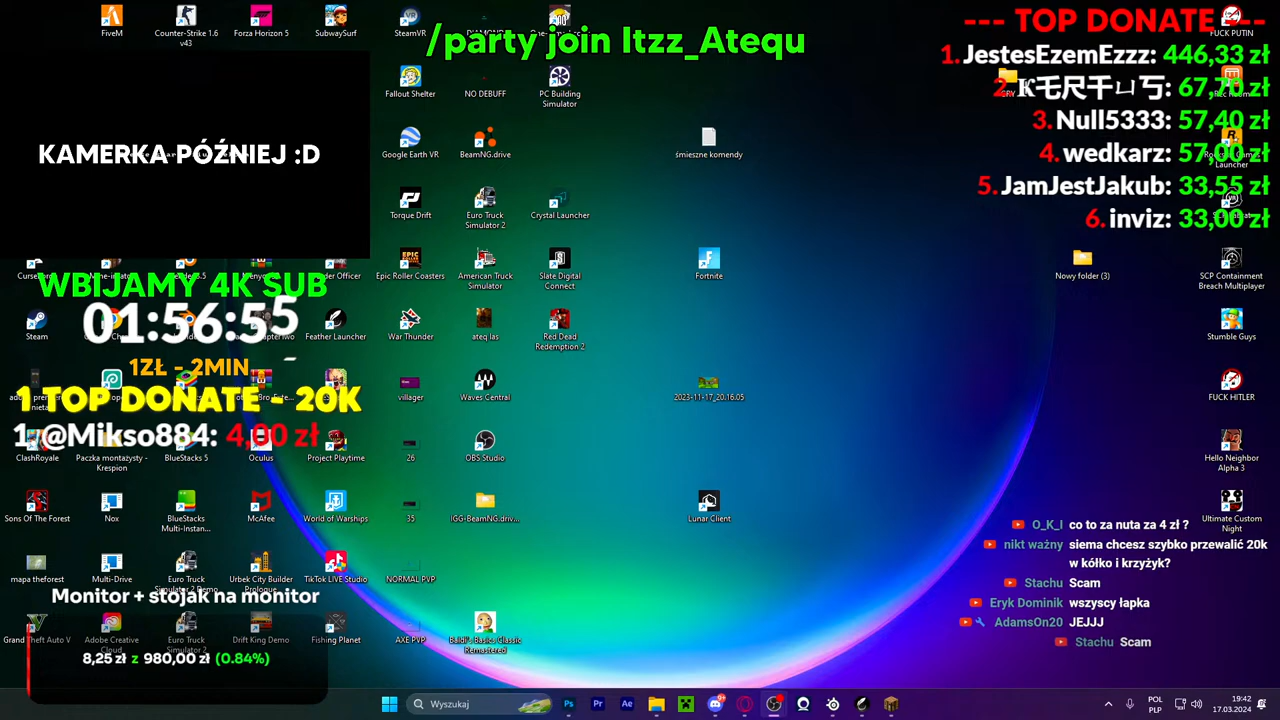 /party join Itzz_Atequ
--- TOP DONATE ---
1. JestesEzemEzzz: 446,33 zł
67,70 zł
3. Null5333: 57,40 zł
4. wedkarz: 57,00 zł
5. JamJestJakub: 33,55 zł
6. inviz: 33,00 zł
KAMERKA PÓŹNIEJ :D
WBIJAMY 4K SUB
01:56:55
1ZŁ - 2MIN
1 TOP DONATE - 20K
1. @Mikso884: 4,00 zł
Monitor + stojak na monitor
8,25 zł z 980,00 zł (0.84%)
FiveM
Counter-Strike 1.6 v43
Forza Horizon 5
SubwaySurf
SteamVR
Fallout Shelter
NO DEBUFF
PC Building Simulator
Google Earth VR
BeamNG.drive
śmieszne komendy
Torque Drift
Euro Truck Simulator 2
Crystal Launcher
Epic Roller Coasters
American Truck Simulator
Slate Digital Connect
Fortnite
Nowy folder (3)
SCP Containment Breach Multiplayer
Steam
Feather Launcher
War Thunder
ateq las
Red Dead Redemption 2
Stumble Guys
villager
Waves Central
2023-11-17_20.16.05
FUCK HITLER
ClashRoyale
Paczka montażysty - Krespion
BlueStacks 5
Oculus
Project Playtime
26
OBS Studio
Hello Neighbor Alpha 3
Sons Of The Forest
Nox
BlueStacks Multi-Instan...
McAfee
World of Warships
35
IGG-BeamNG.driv...
Lunar Client
Ultimate Custom Night
mapa theforest
Multi-Drive
Euro Truck Simulator 2 Demo
Urbek City Builder Prologue
TikTok LIVE Studio
NORMAL PVP
Grand Theft Auto V
Adobe Creative Cloud
Euro Truck Simulator 2
Drift King Demo
Fishing Planet
AXE PVP
Baldi's Basics Classic Remastered
FUCK PUTIN
O_K_I co to za nuta za 4 zł ?
nikt ważny siema chcesz szybko przewalić 20k
w kółko i krzyżyk?
Stachu Scam
Eryk Dominik wszyscy łapka
AdamsOn20 JEJJJ
Stachu Scam
Wyszukaj
POL
PLP
19:42
17.03.2024